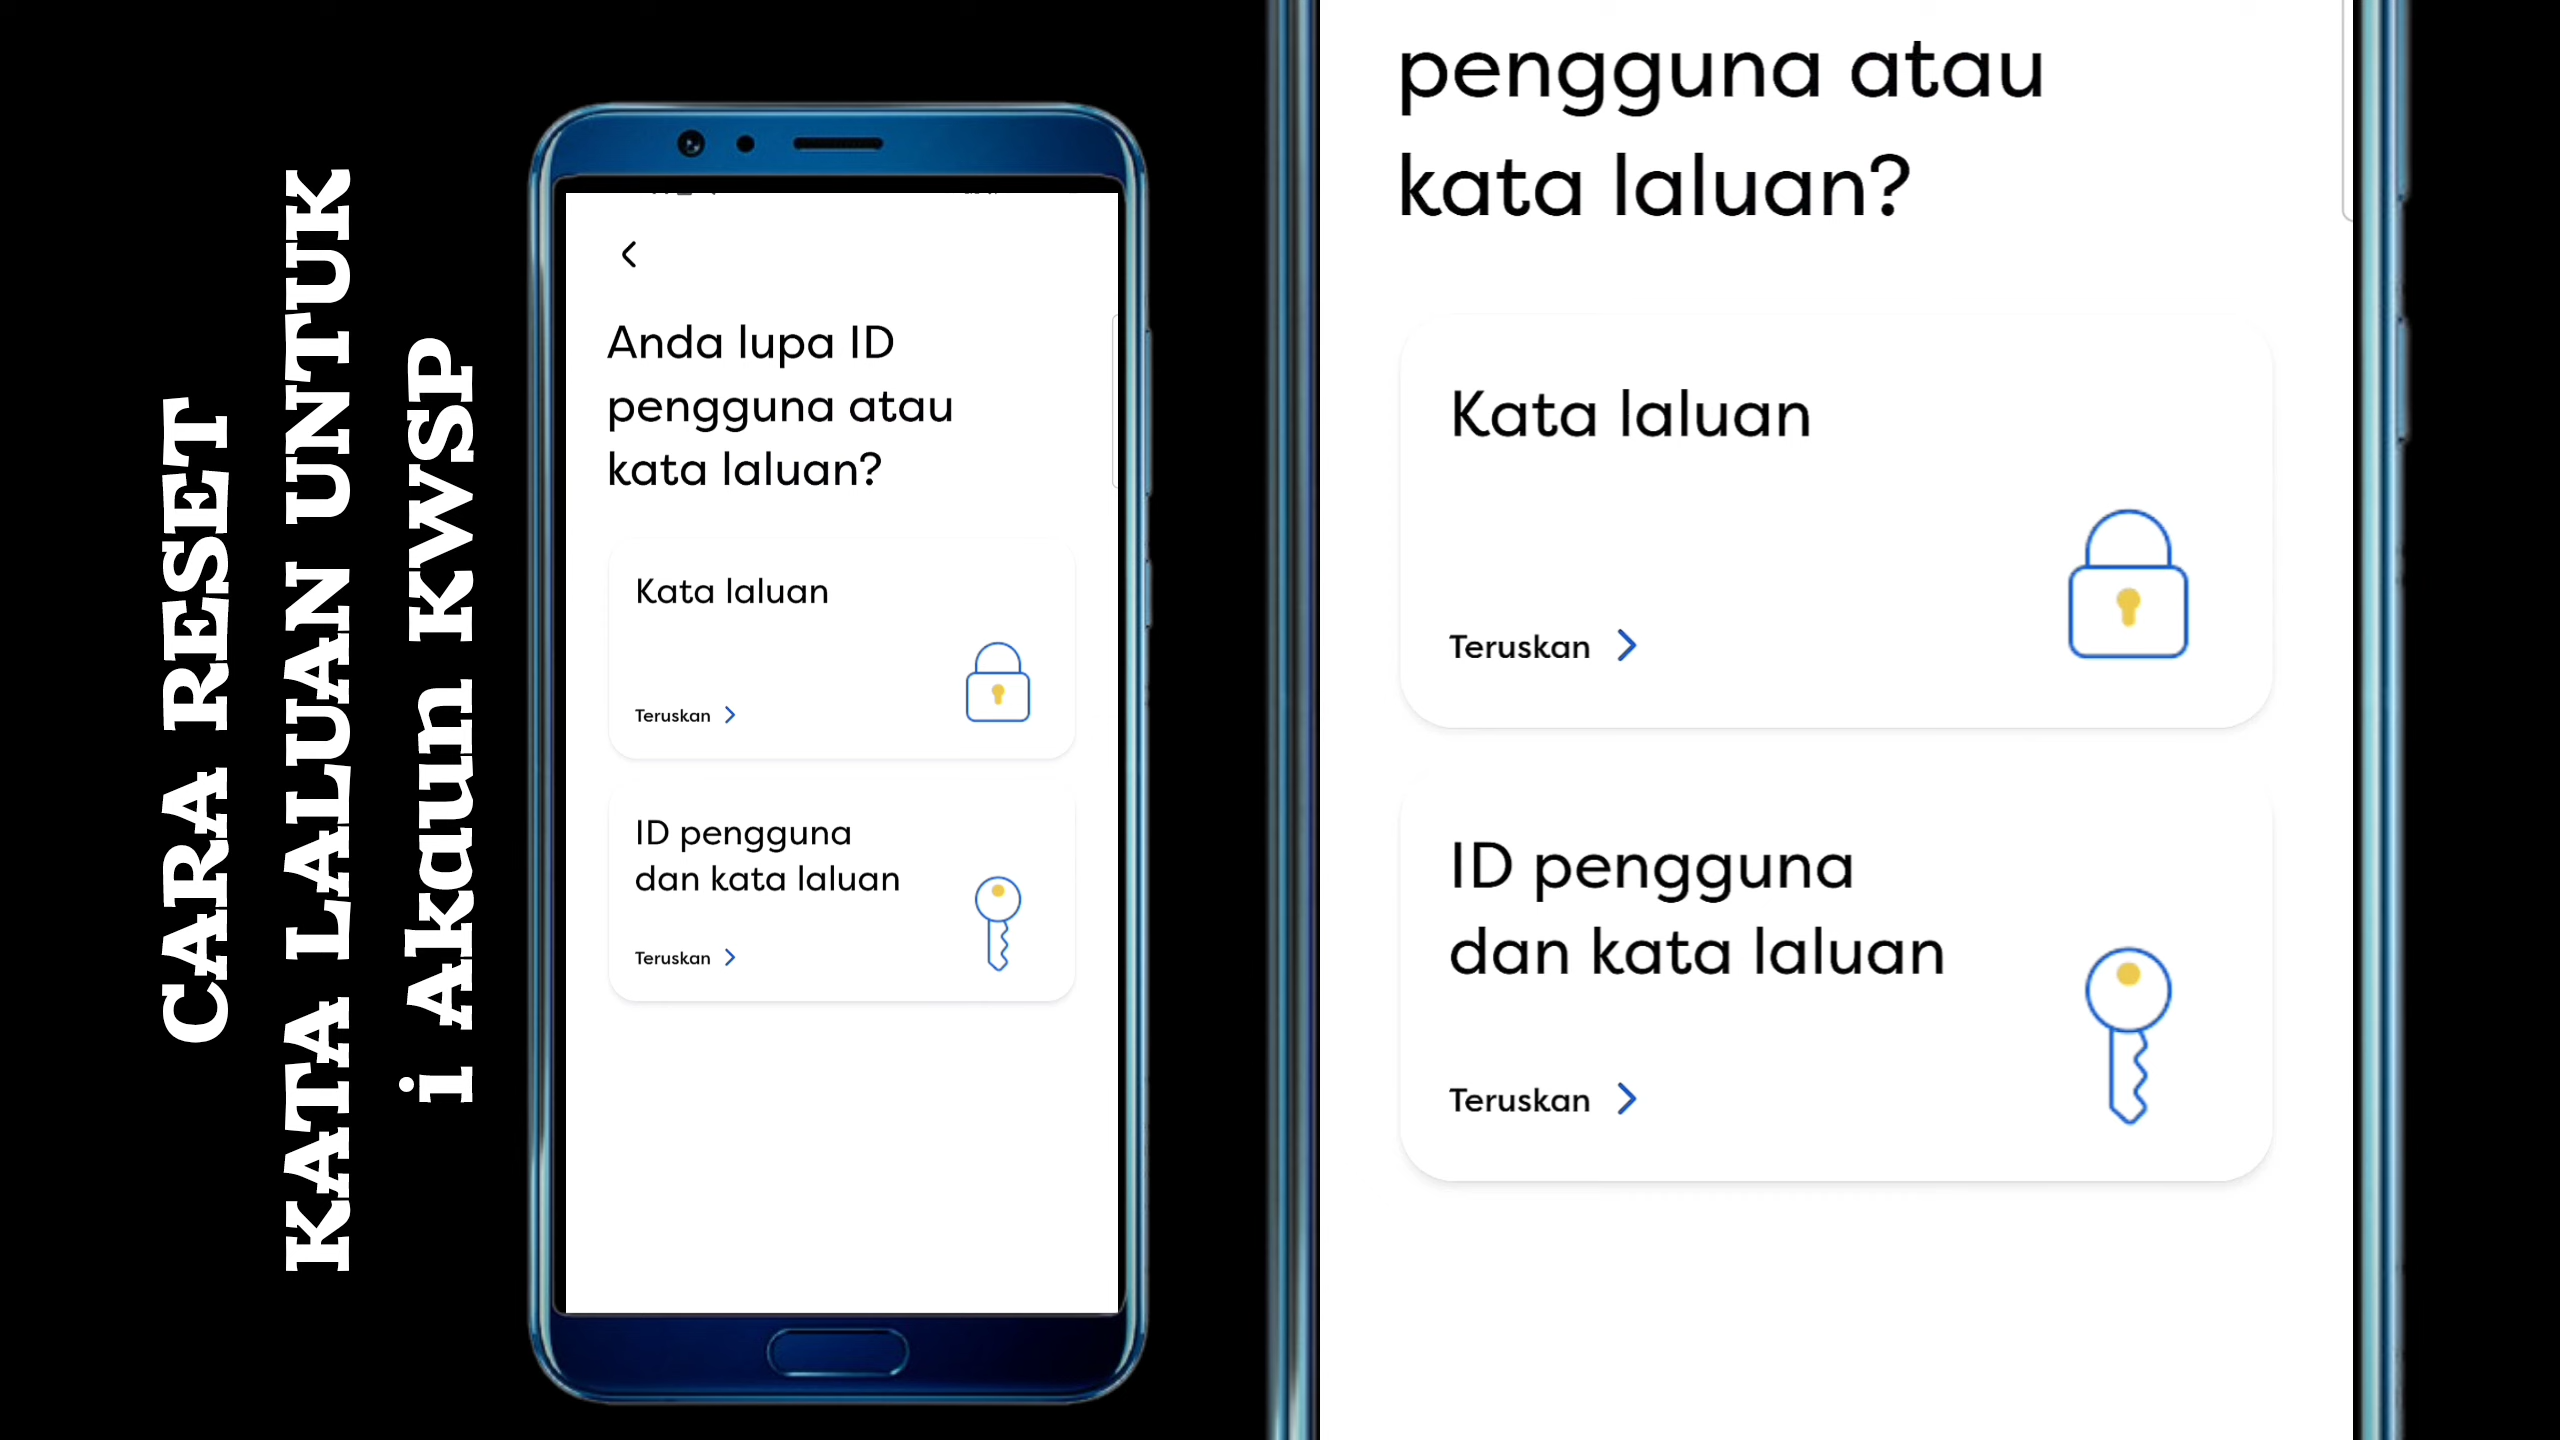 CARA RESET
KATA LALUAN UNTUK
i Akaun KWSP
Anda lupa ID
pengguna atau
kata laluan?
Kata laluan
Teruskan
ID pengguna
dan kata laluan
Teruskan
pengguna atau
kata laluan?
Kata laluan
Teruskan
ID pengguna
dan kata laluan
Teruskan